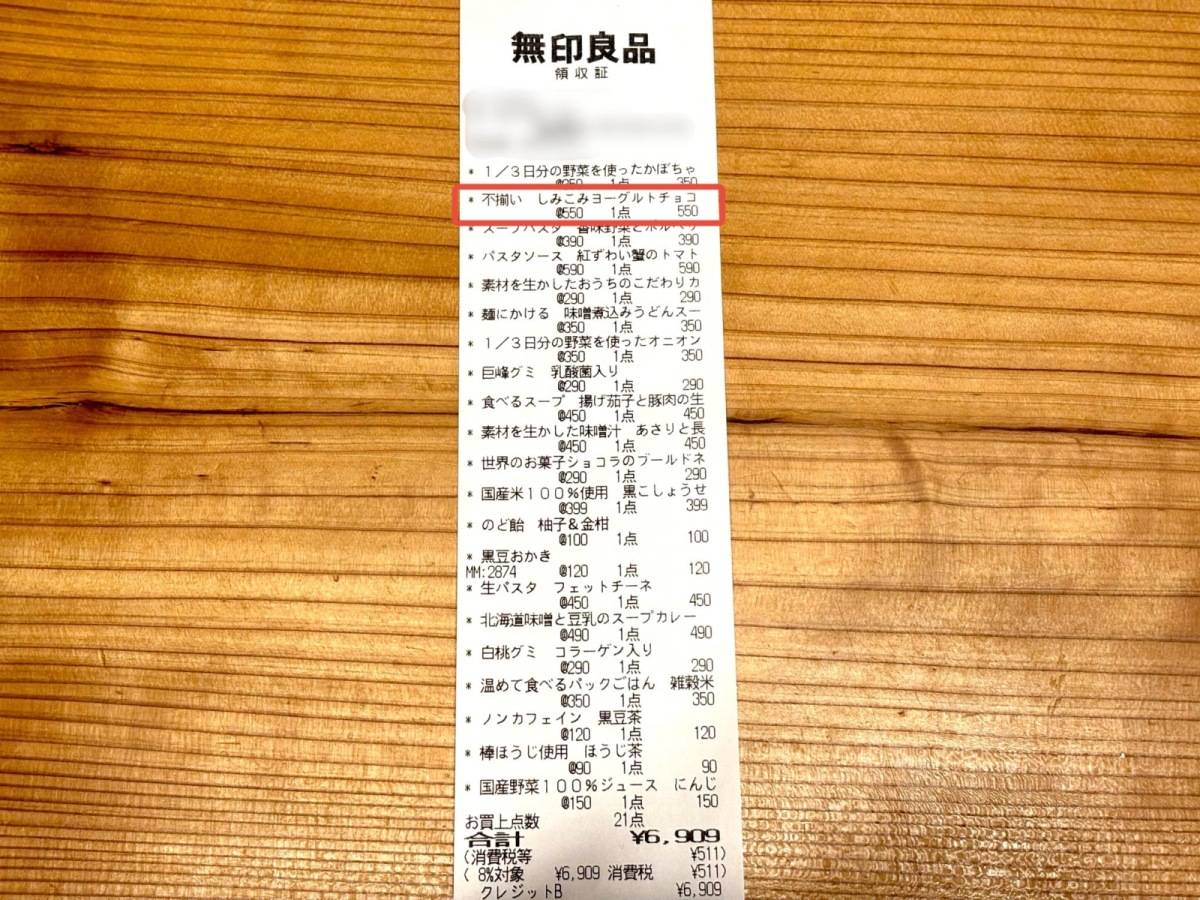 無印良品
領収証
* 1/3日分の野菜を使ったかぼちゃ
@350 1点 350
* 不揃い しみこみヨーグルトチョコ
@550 1点 550
* スープパスタ 香味野菜とポルペッ
@390 1点 390
* パスタソース 紅ずわい蟹のトマト
@590 1点 590
* 素材を生かしたおうちのこだわりカ
@290 1点 290
* 麺にかける 味噌煮込みうどんスー
@350 1点 350
* 1/3日分の野菜を使ったオニオン
@350 1点 350
* 巨峰グミ 乳酸菌入り
@290 1点 290
* 食べるスープ 揚げ茄子と豚肉の生
@450 1点 450
* 素材を生かした味噌汁 あさりと長
@450 1点 450
* 世界のお菓子ショコラのブールドネ
@290 1点 290
* 国産米100%使用 黒こしょうせ
@399 1点 399
* のど飴 柚子&金柑
@100 1点 100
* 黒豆おかき
MM:2874 @120 1点 120
* 生パスタ フェットチーネ
@450 1点 450
* 北海道味噌と豆乳のスープカレー
@490 1点 490
* 白桃グミ コラーゲン入り
@290 1点 290
* 温めて食べるパックごはん 雑穀米
@350 1点 350
* ノンカフェイン 黒豆茶
@120 1点 120
* 棒ほうじ使用 ほうじ茶
@90 1点 90
* 国産野菜100%ジュース にんじ
@150 1点 150
お買上点数 21点
合計 ¥6,909
(消費税等 ¥511)
( 8%対象 ¥6,909 消費税 ¥511)
クレジットB ¥6,909